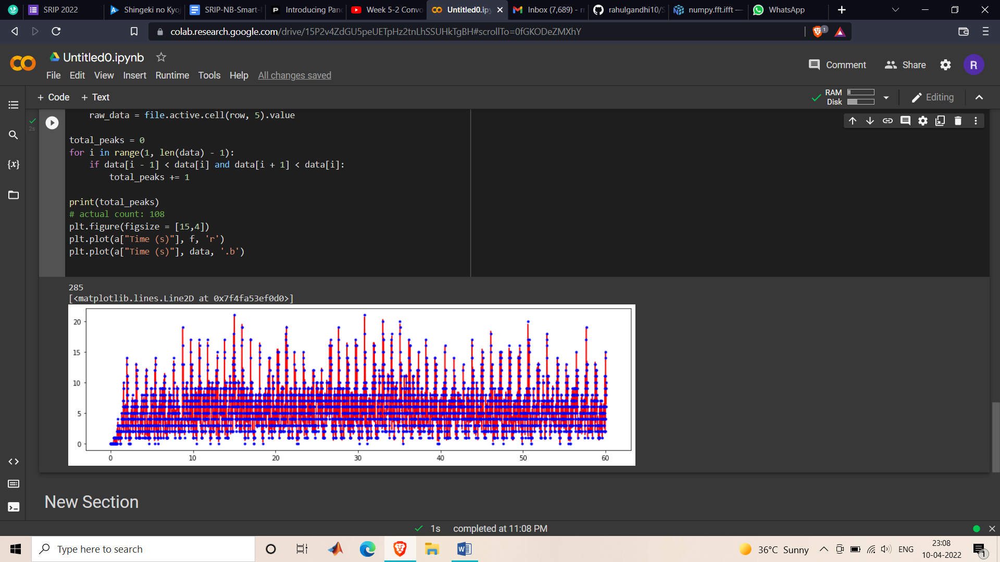 SRIP 2022
Shingeki no Kyoj
SRIP-NB-Smart-
Introducing Panc
Week 5-2 Convo
Untitled0.ipy
Inbox (7,689) - r
rahulgandhi10/S
numpy.fft.ifft —
WhatsApp
colab.research.google.com/drive/15P2v4ZdGU5peUETpHz2tnLhSSUHkTgBH#scrollTo=0fGKODeZMXhY
1
Untitled0.ipynb
Comment
Share
R
File Edit View Insert Runtime Tools Help All changes saved
+ Code + Text
RAM
Disk
Editing
2s
{x}
raw_data = file.active.cell(row, 5).value
total_peaks = 0
for i in range(1, len(data) - 1):
if data[i - 1] < data[i] and data[i + 1] < data[i]:
total_peaks += 1
print(total_peaks)
# actual count: 108
plt.figure(figsize = [15,4])
plt.plot(a["Time (s)"], f, 'r')
plt.plot(a["Time (s)"], data, '.b')
285
[<matplotlib.lines.Line2D at 0x7f4fa53ef0d0>]
20
15
10
5
0
0 10 20 30 40 50 60
New Section
1s completed at 11:08 PM
Type here to search
36°C Sunny
ENG
23:08
10-04-2022
1